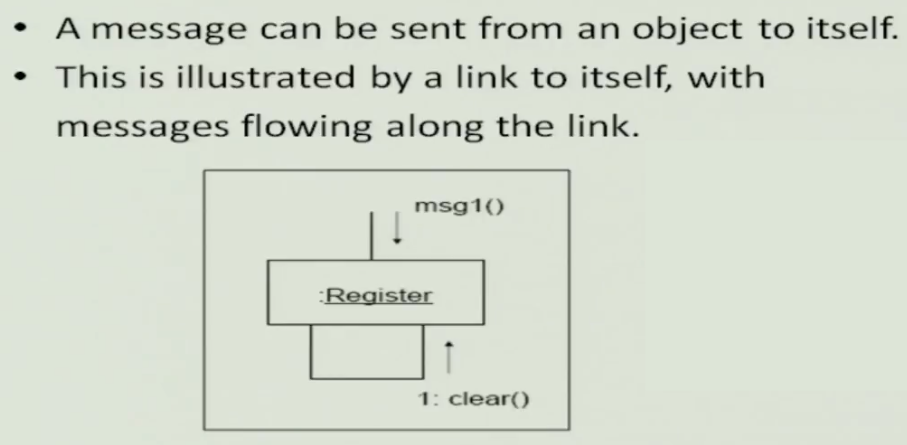 • A message can be sent from an object to itself.
• This is illustrated by a link to itself, with
messages flowing along the link.
msg1()
:Register
1: clear()